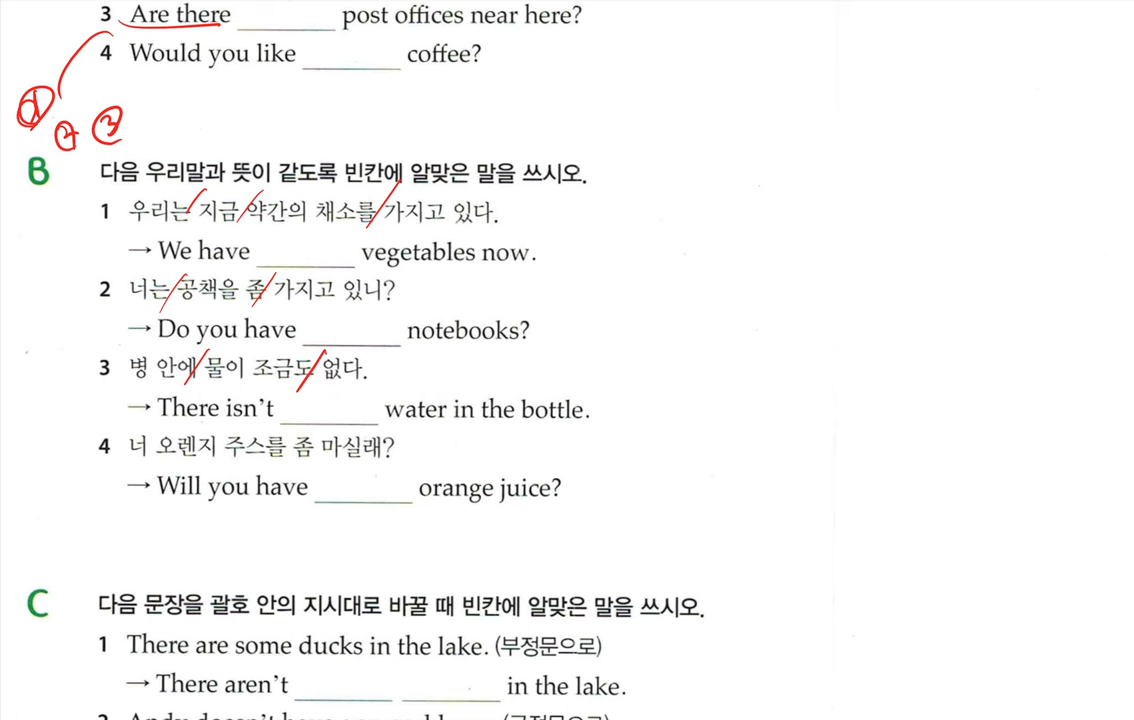 3 Are there ________ post offices near here?
4 Would you like ________ coffee?
① ② ③
B 다음 우리말과 뜻이 같도록 빈칸에 알맞은 말을 쓰시오.
1 우리는 지금 약간의 채소를 가지고 있다.
→ We have ________ vegetables now.
2 너는 공책을 좀 가지고 있니?
→ Do you have ________ notebooks?
3 병 안에 물이 조금도 없다.
→ There isn't ________ water in the bottle.
4 너 오렌지 주스를 좀 마실래?
→ Will you have ________ orange juice?
C 다음 문장을 괄호 안의 지시대로 바꿀 때 빈칸에 알맞은 말을 쓰시오.
1 There are some ducks in the lake. (부정문으로)
→ There aren't ________ ________ in the lake.